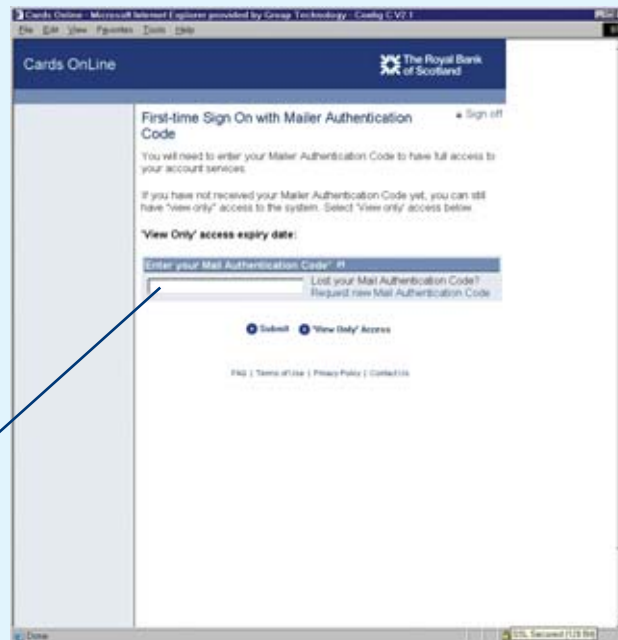 Cards Online - Microsoft Internet Explorer provided by Group Technology - Config C V2.1
File Edit View Favorites Tools Help
Cards OnLine
The Royal Bank
of Scotland
First-time Sign On with Mailer Authentication
Code
Sign off
You will need to enter your Mailer Authentication Code to have full access to
your account services.
If you have not received your Mailer Authentication Code yet, you can still
have "view only" access to the system. Select 'View only' access below.
'View Only' access expiry date:
Enter your Mail Authentication Code*
Lost your Mail Authentication Code?
Request new Mail Authentication Code
Submit 'View Only' Access
FAQ | Terms of Use | Privacy Policy | Contact Us
Done
SSL Secured (128 Bit)